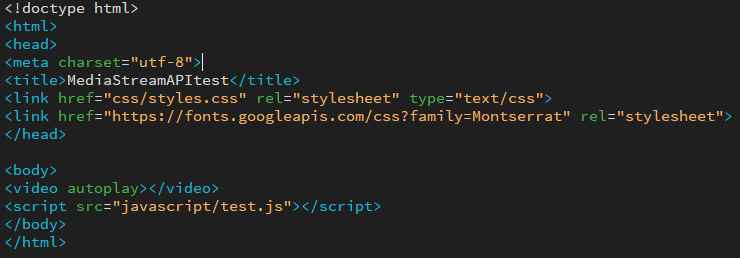 <!doctype html>
<html>
<head>
<meta charset="utf-8">
<title>MediaStreamAPItest</title>
<link href="css/styles.css" rel="stylesheet" type="text/css">
<link href="https://fonts.googleapis.com/css?family=Montserrat" rel="stylesheet">
</head>
<body>
<video autoplay></video>
<script src="javascript/test.js"></script>
</body>
</html>